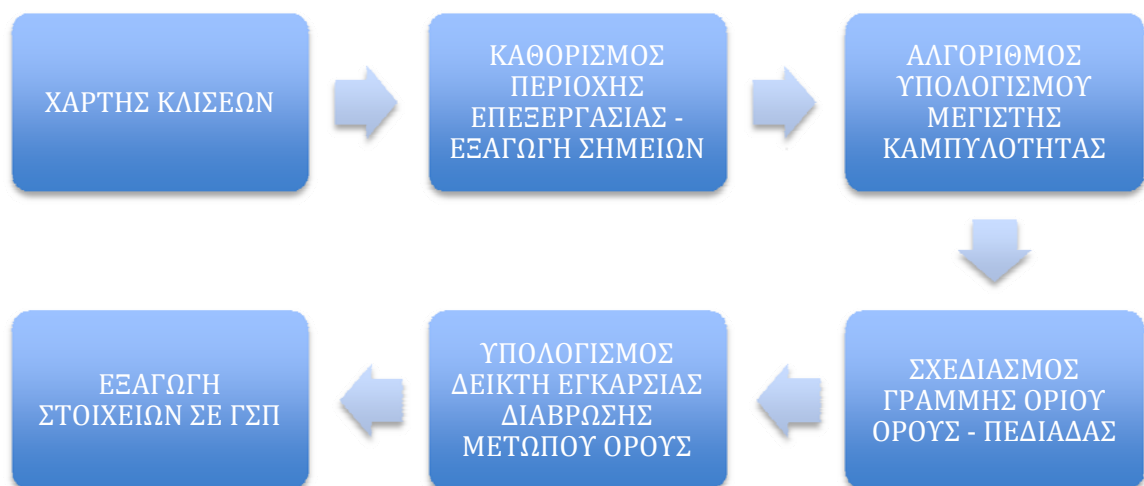 ΧΑΡΤΗΣ ΚΛΙΣΕΩΝ
ΚΑΘΟΡΙΣΜΟΣ
ΠΕΡΙΟΧΗΣ
ΕΠΕΞΕΡΓΑΣΙΑΣ -
ΕΞΑΓΩΓΗ ΣΗΜΕΙΩΝ
ΑΛΓΟΡΙΘΜΟΣ
ΥΠΟΛΟΓΙΣΜΟΥ
ΜΕΓΙΣΤΗΣ
ΚΑΜΠΥΛΟΤΗΤΑΣ
ΣΧΕΔΙΑΣΜΟΣ
ΓΡΑΜΜΗΣ ΟΡΙΟΥ
ΟΡΟΥΣ - ΠΕΔΙΑΔΑΣ
ΥΠΟΛΟΓΙΣΜΟΣ
ΔΕΙΚΤΗ ΕΓΚΑΡΣΙΑΣ
ΔΙΑΒΡΩΣΗΣ
ΜΕΤΩΠΟΥ ΟΡΟΥΣ
ΕΞΑΓΩΓΗ
ΣΤΟΙΧΕΙΩΝ ΣΕ ΓΣΠ